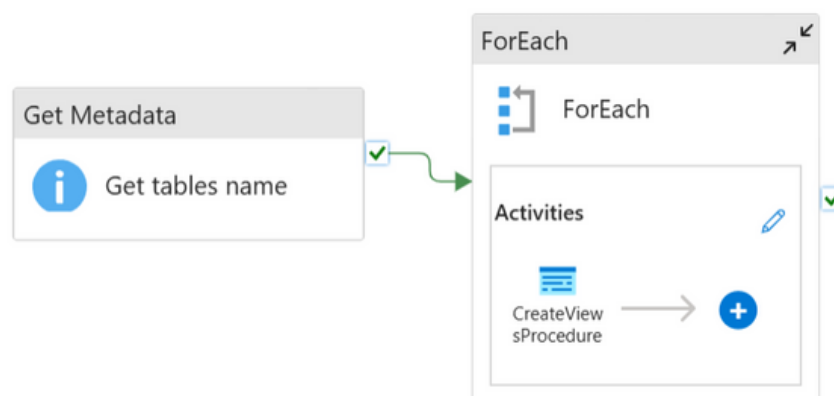 Get Metadata
Get tables name
ForEach
ForEach
Activities
CreateView
sProcedure